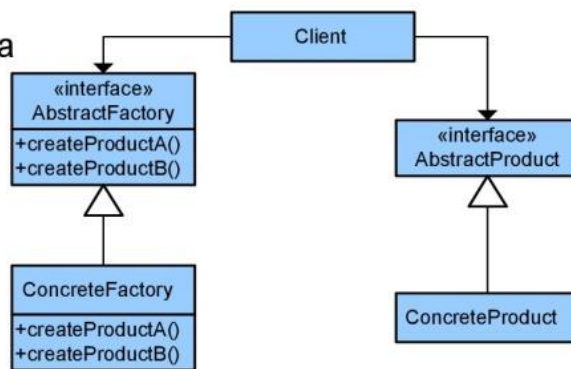 a
Client
«interface»
AbstractFactory
+createProductA()
+createProductB()
«interface»
AbstractProduct
ConcreteFactory
+createProductA()
+createProductB()
ConcreteProduct